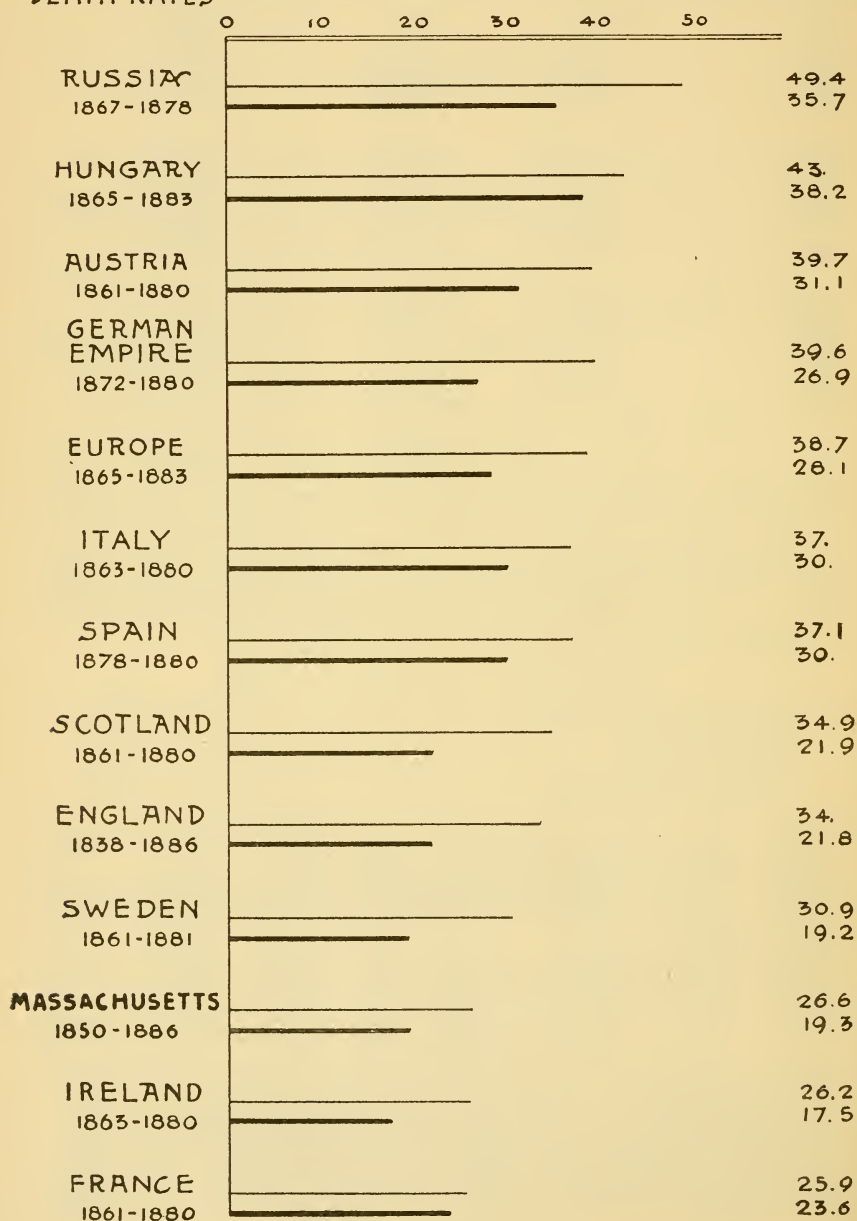 DEATH RATES
0 10 20 30 40 50
RUSSIA 49.4
1867-1878 35.7
HUNGARY 43.
1865-1883 38.2
AUSTRIA 39.7
1861-1880 31.1
GERMAN
EMPIRE 39.6
1872-1880 26.9
EUROPE 38.7
1865-1883 28.1
ITALY 37.
1863-1880 30.
SPAIN 37.1
1878-1880 30.
SCOTLAND 34.9
1861-1880 21.9
ENGLAND 34.
1838-1886 21.8
SWEDEN 30.9
1861-1881 19.2
MASSACHUSETTS 26.6
1850-1886 19.3
IRELAND 26.2
1863-1880 17.5
FRANCE 25.9
1861-1880 23.6